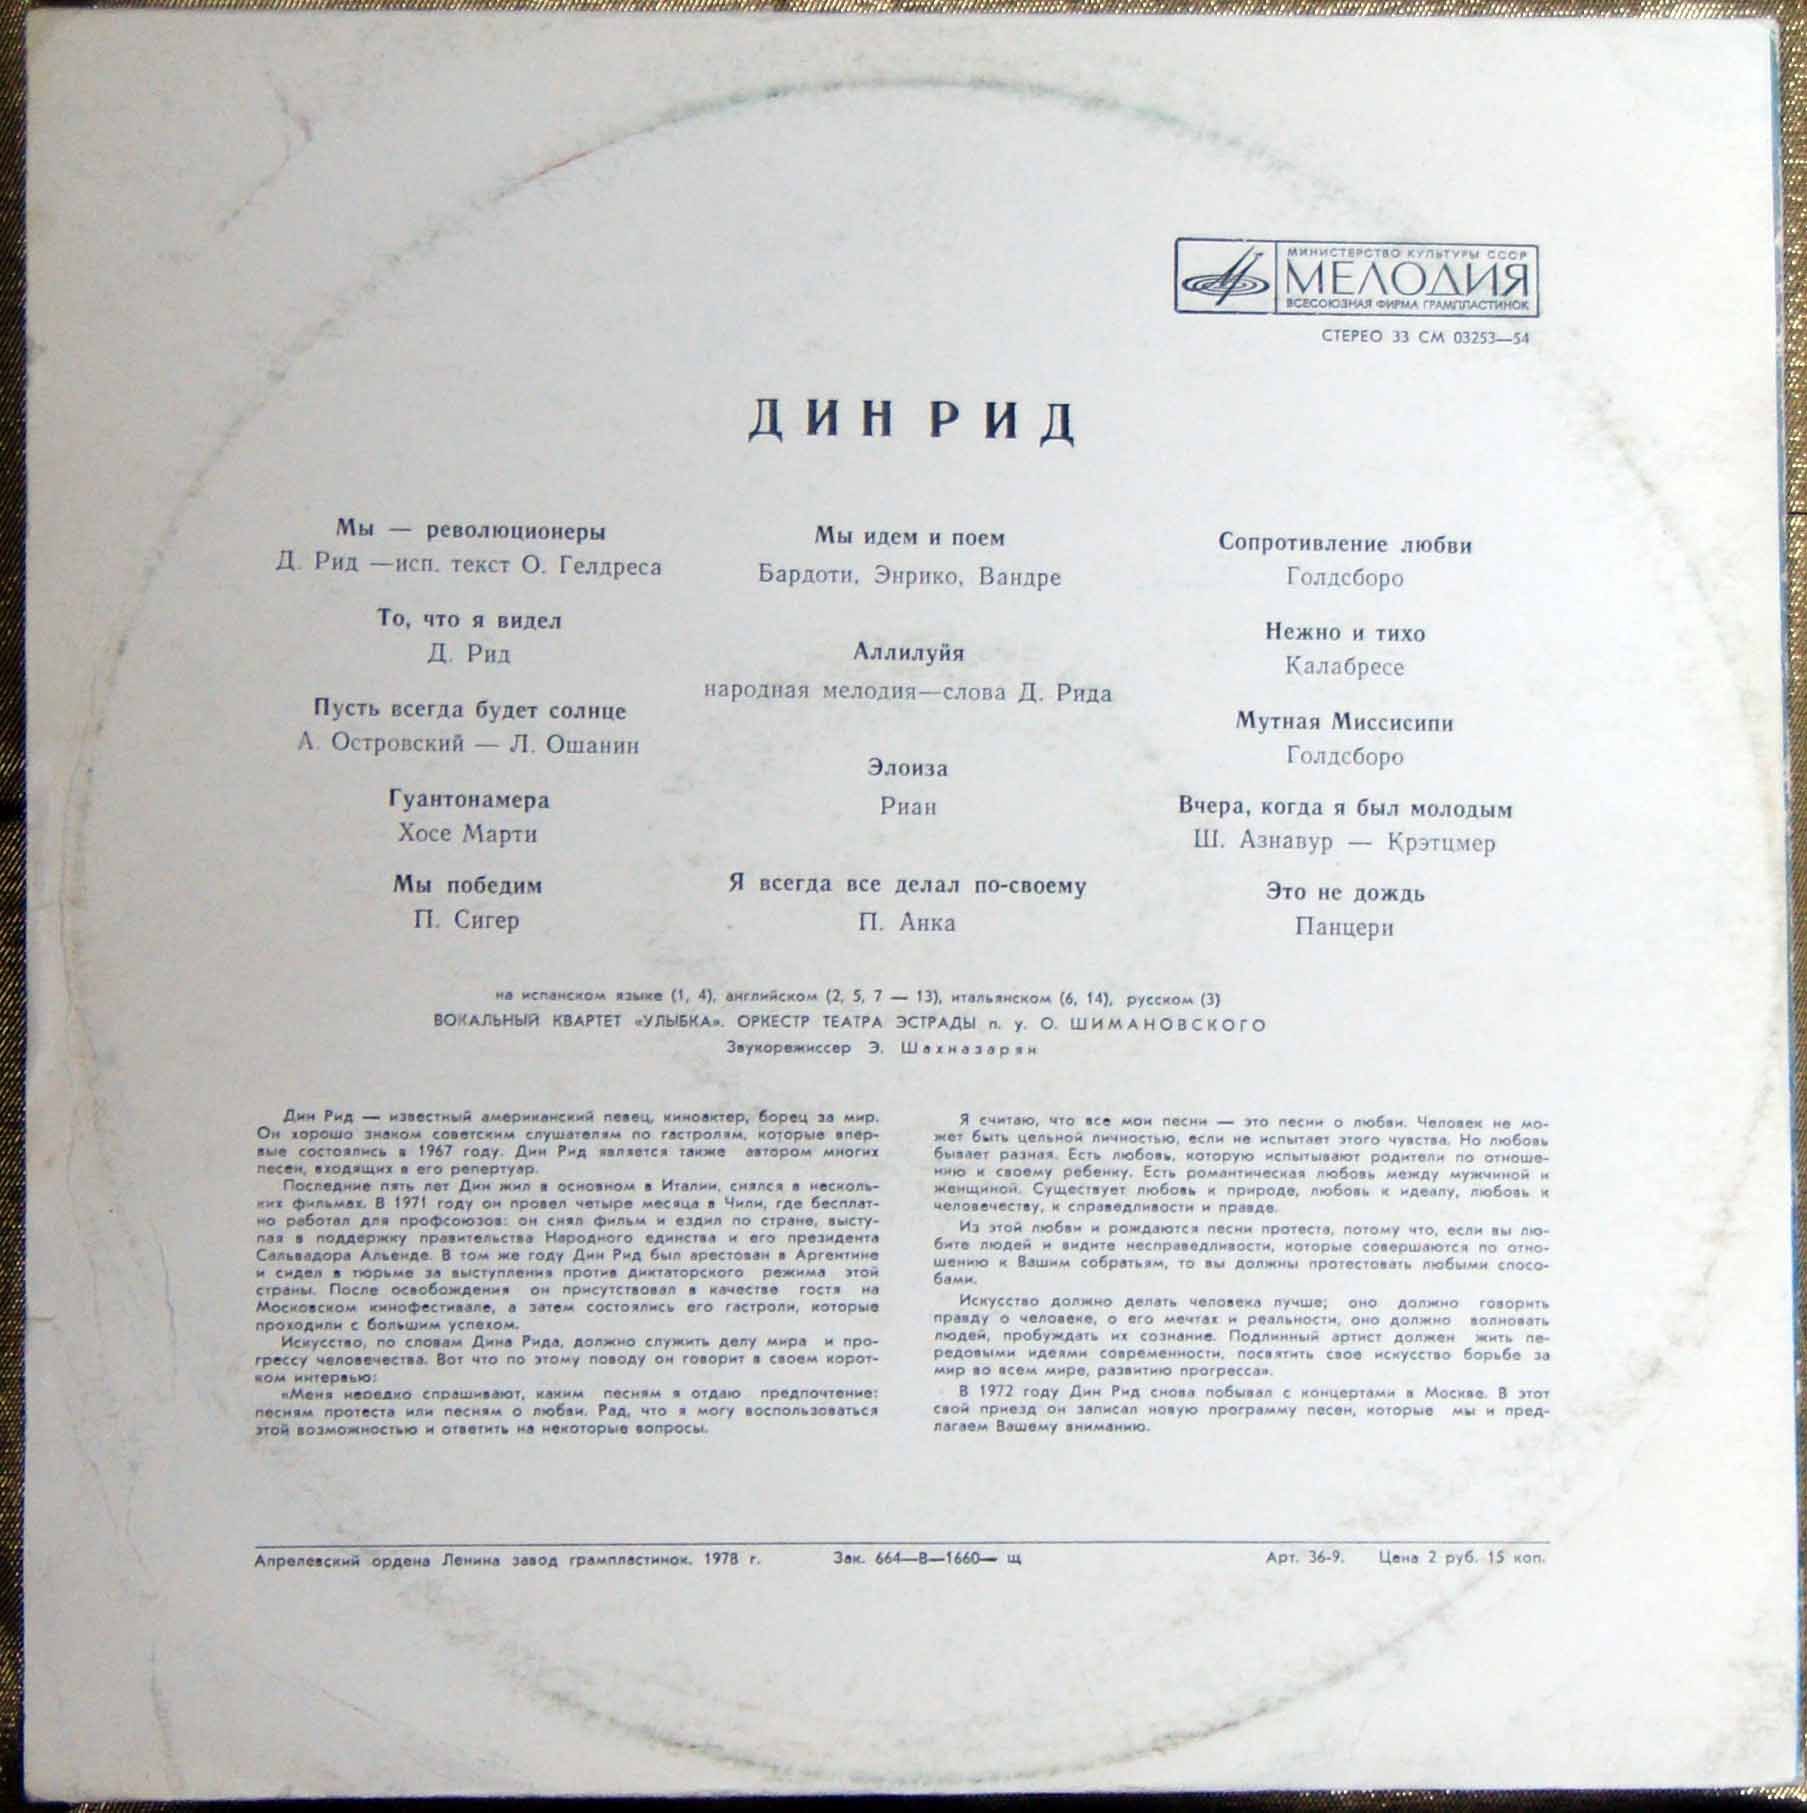 МИНИСТЕРСТВО КУЛЬТУРЫ СССР
МЕЛОДИЯ
ВСЕСОЮЗНАЯ ФИРМА ГРАМПЛАСТИНОК
СТЕРЕО 33 СМ 03253—54
ДИН РИД
Мы — революционеры
Д. Рид —исп. текст О. Гелдреса
То, что я видел
Д. Рид
Пусть всегда будет солнце
А. Островский — Л. Ошанин
Гуантонамера
Хосе Марти
Мы победим
П. Сигер
Мы идем и поем
Бардоти, Энрико, Вандре
Аллилуйя
народная мелодия—слова Д. Рида
Элоиза
Риан
Я всегда все делал по-своему
П. Анка
Сопротивление любви
Голдсборо
Нежно и тихо
Калабресе
Мутная Миссисипи
Голдсборо
Вчера, когда я был молодым
Ш. Азнавур — Крэтцмер
Это не дождь
Панцери
на испанском языке (1, 4), английском (2, 5, 7 — 13), итальянском (6, 14), русском (3)
ВОКАЛЬНЫЙ КВАРТЕТ «УЛЫБКА». ОРКЕСТР ТЕАТРА ЭСТРАДЫ п. у. О. ШИМАНОВСКОГО
Звукорежиссер Э. Шахназарян
Дин Рид — известный американский певец, киноактер, борец за мир.
Он хорошо знаком советским слушателям по гастролям, которые впер-
вые состоялись в 1967 году. Дин Рид является также автором многих
песен, входящих в его репертуар.
Последние пять лет Дин жил в основном в Италии, снялся в несколь-
ких фильмах. В 1971 году он провел четыре месяца в Чили, где бесплат-
но работал для профсоюзов: он снял фильм и ездил по стране, высту-
пая в поддержку правительства Народного единства и его президента
Сальвадора Альенде. В том же году Дин Рид был арестован в Аргентине
и сидел в тюрьме за выступления против диктаторского режима этой
страны. После освобождения он присутствовал в качестве гостя на
Московском кинофестивале, а затем состоялись его гастроли, которые
проходили с большим успехом.
Искусство, по словам Дина Рида, должно служить делу мира и про-
грессу человечества. Вот что по этому поводу он говорит в своем корот-
ком интервью:
«Меня нередко спрашивают, каким песням я отдаю предпочтение:
песням протеста или песням о любви. Рад, что я могу воспользоваться
этой возможностью и ответить на некоторые вопросы.
Я считаю, что все мои песни — это песни о любви. Человек не мо-
жет быть цельной личностью, если не испытает этого чувства. Но любовь
бывает разная. Есть любовь, которую испытывают родители по отноше-
нию к своему ребенку. Есть романтическая любовь между мужчиной и
женщиной. Существует любовь к природе, любовь к идеалу, любовь к
человечеству, к справедливости и правде.
Из этой любви и рождаются песни протеста, потому что, если вы лю-
бите людей и видите несправедливости, которые совершаются по отно-
шению к Вашим собратьям, то вы должны протестовать любыми спосо-
бами.
Искусство должно делать человека лучше; оно должно говорить
правду о человеке, о его мечтах и реальности, оно должно волновать
людей, пробуждать их сознание. Подлинный артист должен жить пе-
редовыми идеями современности, посвятить свое искусство борьбе за
мир во всем мире, развитию прогресса».
В 1972 году Дин Рид снова побывал с концертами в Москве. В этот
свой приезд он записал новую программу песен, которые мы и пред-
лагаем Вашему вниманию.
Апрелевский ордена Ленина завод грампластинок. 1978 г. Зак. 664—В—1660— щ Арт. 36-9. Цена 2 руб. 15 коп.